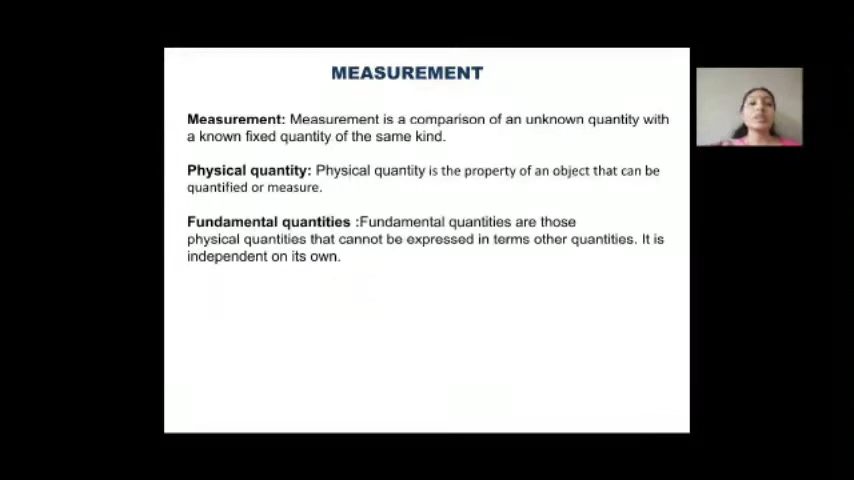 MEASUREMENT
Measurement: Measurement is a comparison of an unknown quantity with
a known fixed quantity of the same kind.
Physical quantity: Physical quantity is the property of an object that can be
quantified or measure.
Fundamental quantities :Fundamental quantities are those
physical quantities that cannot be expressed in terms other quantities. It is
independent on its own.